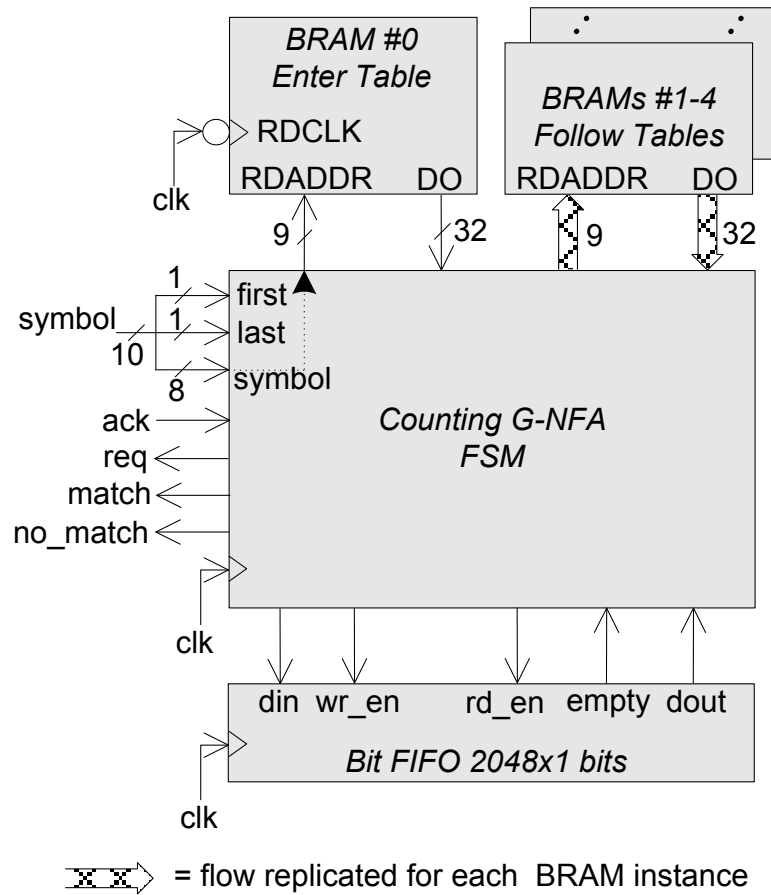 BRAM #0
Enter Table
RDCLK
RDADDR DO
BRAMs #1-4
Follow Tables
RDADDR DO
clk
9
32
9
32
symbol
10
1
first
1
last
8
symbol
ack
req
match
no_match
Counting G-NFA
FSM
clk
din wr_en rd_en empty dout
Bit FIFO 2048x1 bits
clk
= flow replicated for each BRAM instance